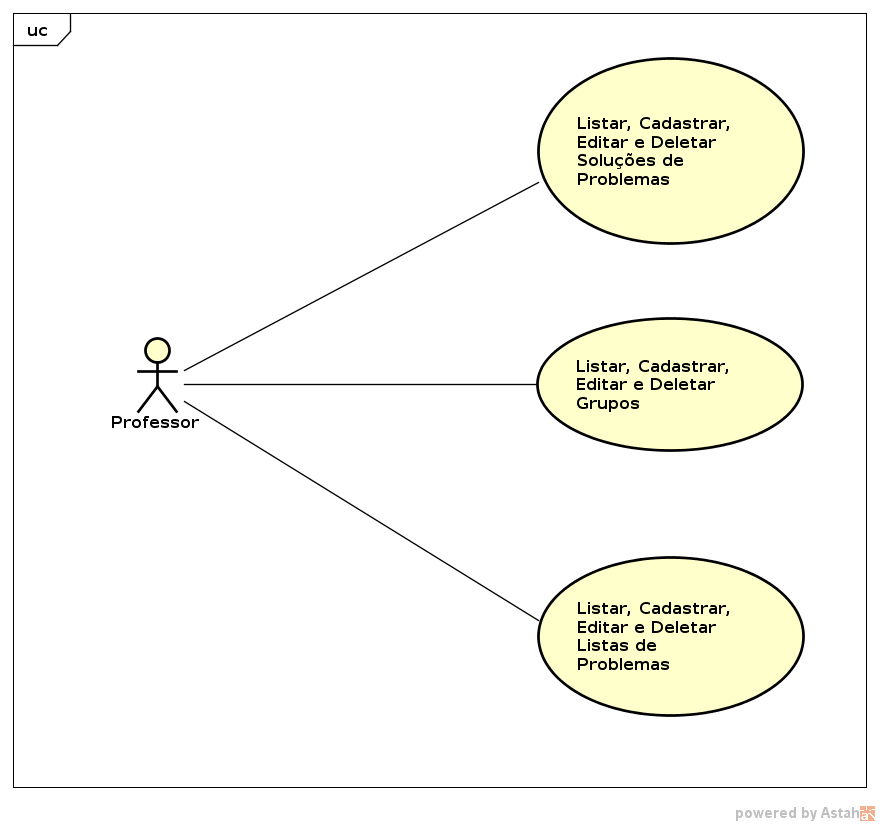 uc
Listar, Cadastrar,
Editar e Deletar
Soluções de
Problemas
Listar, Cadastrar,
Editar e Deletar
Grupos
Professor
Listar, Cadastrar,
Editar e Deletar
Listas de
Problemas
powered by Astah